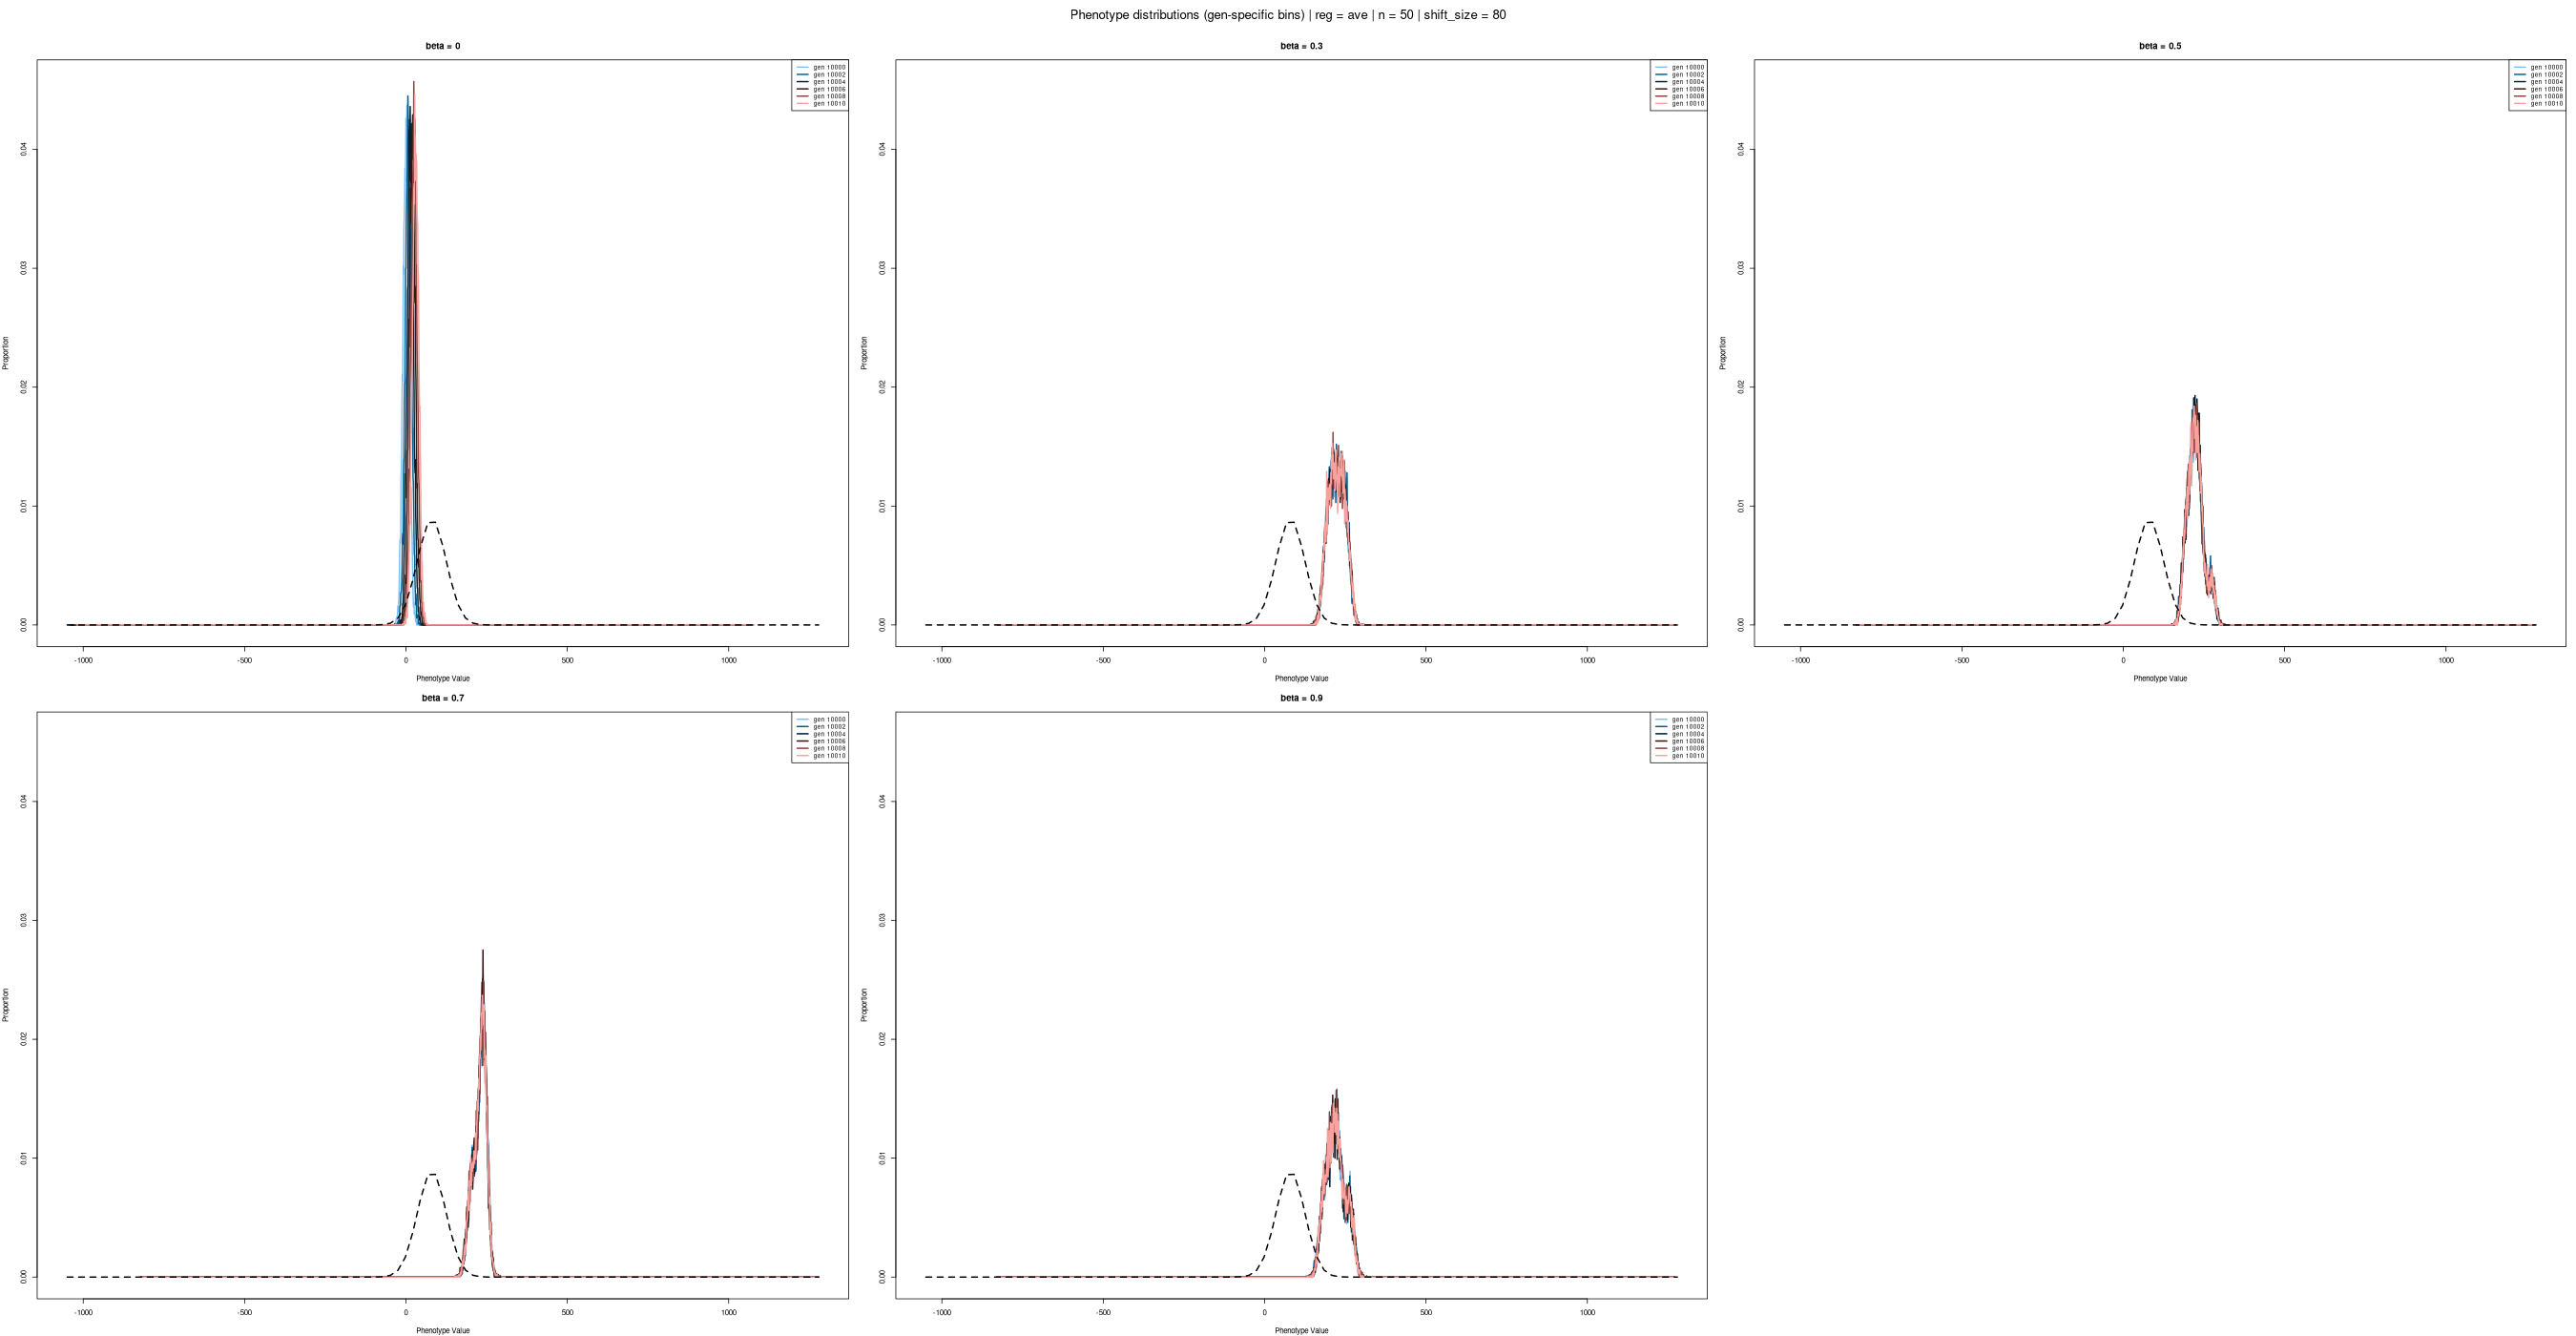 Phenotype distributions (gen-specific bins) | reg = ave | n = 50 | shift_size = 80
beta = 0
gen 10000
gen 10002
gen 10004
gen 10006
gen 10008
gen 10010
Proportion
0.04
0.03
0.02
0.01
0.00
-1000 -500 0 500 1000
Phenotype Value
beta = 0.3
gen 10000
gen 10002
gen 10004
gen 10006
gen 10008
gen 10010
Proportion
0.04
0.03
0.02
0.01
0.00
-1000 -500 0 500 1000
Phenotype Value
beta = 0.5
gen 10000
gen 10002
gen 10004
gen 10006
gen 10008
gen 10010
Proportion
0.04
0.03
0.02
0.01
0.00
-1000 -500 0 500 1000
Phenotype Value
beta = 0.7
gen 10000
gen 10002
gen 10004
gen 10006
gen 10008
gen 10010
Proportion
0.04
0.03
0.02
0.01
0.00
-1000 -500 0 500 1000
Phenotype Value
beta = 0.9
gen 10000
gen 10002
gen 10004
gen 10006
gen 10008
gen 10010
Proportion
0.04
0.03
0.02
0.01
0.00
-1000 -500 0 500 1000
Phenotype Value